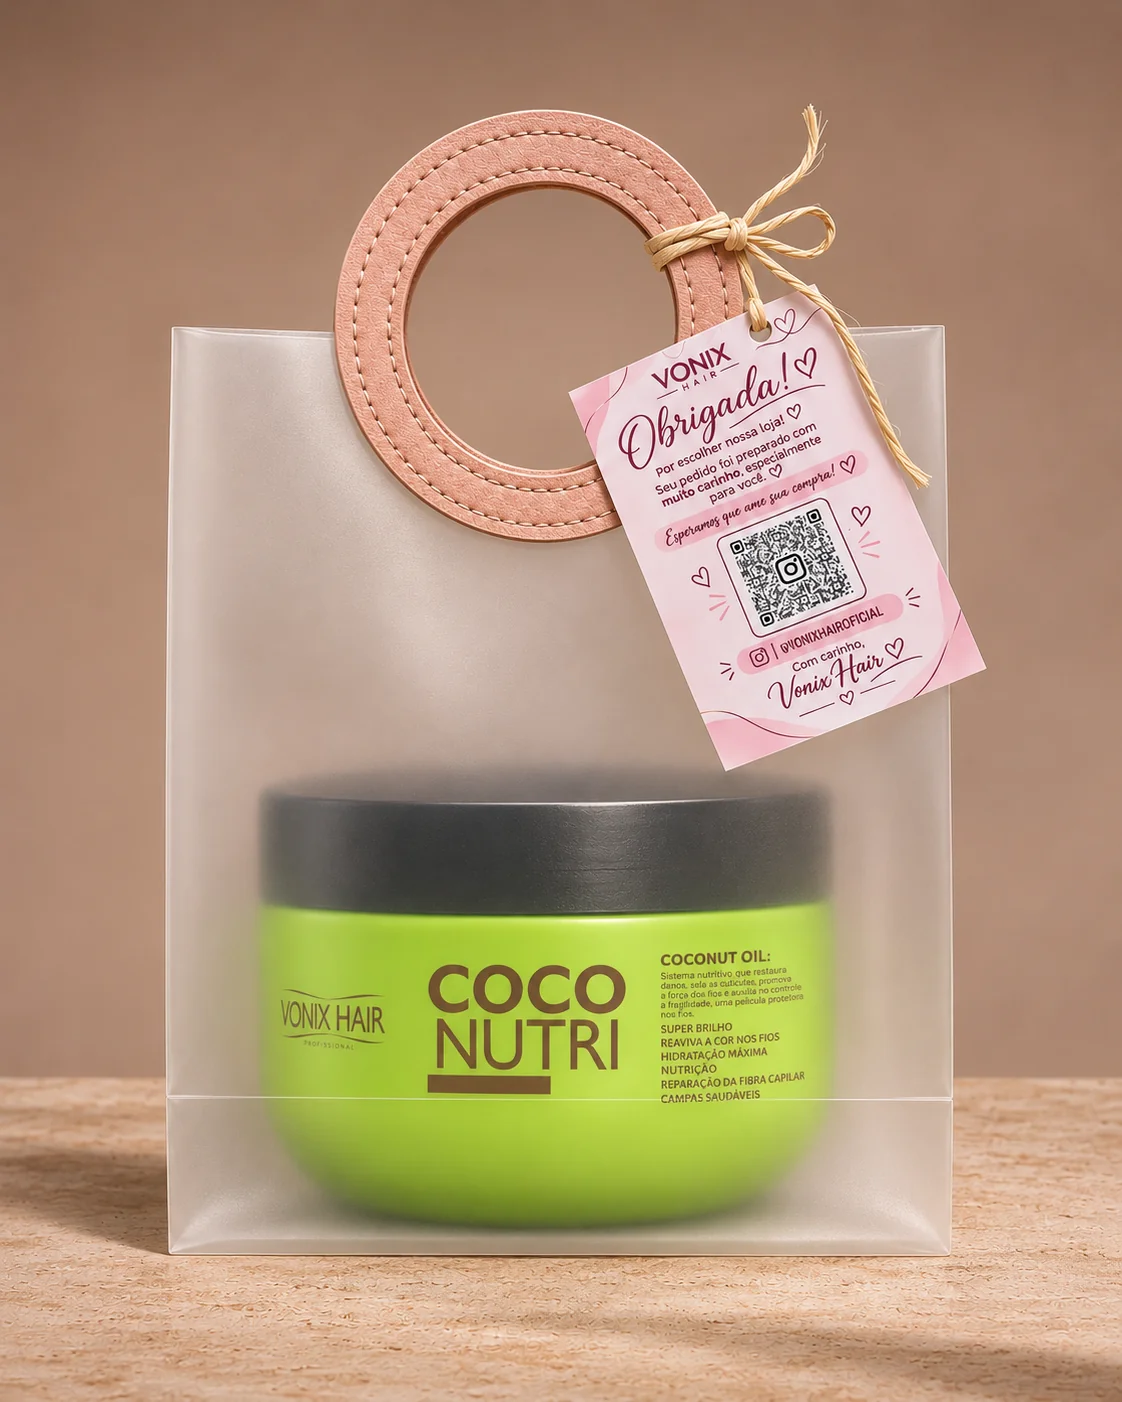 VONIX
HAIR
Obrigada!
Por escolher nossa loja!
Seu pedido foi preparado com
muito carinho, especialmente
para você.
Esperamos que ame sua compra!
@VONIXHAIROFICIAL
Com carinho,
Vonix Hair
VONIX HAIR
PROFISSIONAL
COCO
NUTRI
COCONUT OIL:
Sistema nutritivo que restaura
danos, sela as cutículas, promove
a força dos fios e auxilia no controle
a fragilidade, uma película protetora
nos fios.
SUPER BRILHO
REAVIVA A COR NOS FIOS
HIDRATAÇÃO MÁXIMA
NUTRIÇÃO
REPARAÇÃO DA FIBRA CAPILAR
CAMPAS SAUDÁVEIS